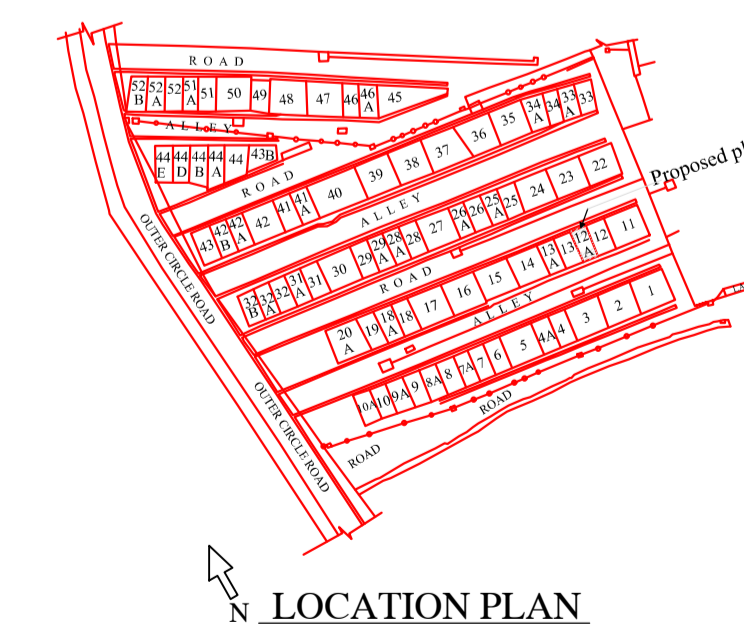 ROAD
52 B 52 A 52 51 A 51 50 49 48 47 46 46 A 45
ALLEY
44 E 44 D 44 B 44 A 44 43B
ROAD
43 42 B 42 A 42 41 41 A 40 39 38 37 36 35 34 A 34 33 A 33
ALLEY
32 B 32 A 32 31 A 31 30 29 29 A 28 A 28 27 26 A 26 25 A 25 24 23 22
Proposed pl
ROAD
20 A 19 18 A 18 17 16 15 14 13 A 13 12 A 12 11
ALLEY
10A 10 9A 9 8A 8 7A 7 6 5 4A 4 3 2 1
ROAD
ROAD
OUTER CIRCLE ROAD
OUTER CIRCLE ROAD
N LOCATION PLAN